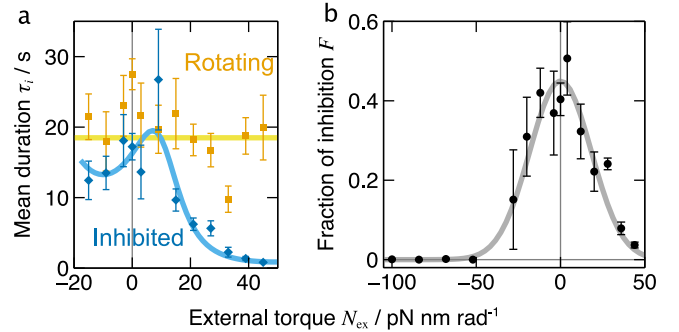 a
Mean duration τᵢ / s
40
30
20
10
0
Rotating
Inhibited
−20
0
20
40
b
Fraction of inhibition F
0.6
0.4
0.2
0
−100
−50
0
50
External torque Nₑₓ / pN nm rad⁻¹